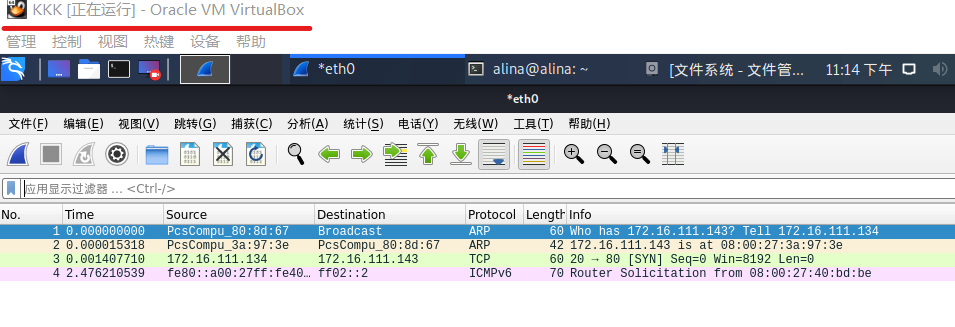 KKK [正在运行] - Oracle VM VirtualBox
管理 控制 视图 热键 设备 帮助
*eth0 alina@alina: ~ [文件系统 - 文件管... 11:14 下午
*eth0
文件(F) 编辑(E) 视图(V) 跳转(G) 捕获(C) 分析(A) 统计(S) 电话(Y) 无线(W) 工具(T) 帮助(H)
应用显示过滤器 ... <Ctrl-/>
No. Time Source Destination Protocol Length Info
1 0.000000000 PcsCompu_80:8d:67 Broadcast ARP 60 Who has 172.16.111.143? Tell 172.16.111.134
2 0.000015318 PcsCompu_3a:97:3e PcsCompu_80:8d:67 ARP 42 172.16.111.143 is at 08:00:27:3a:97:3e
3 0.001407710 172.16.111.134 172.16.111.143 TCP 60 20 → 80 [SYN] Seq=0 Win=8192 Len=0
4 2.476210539 fe80::a00:27ff:fe40… ff02::2 ICMPv6 70 Router Solicitation from 08:00:27:40:bd:be